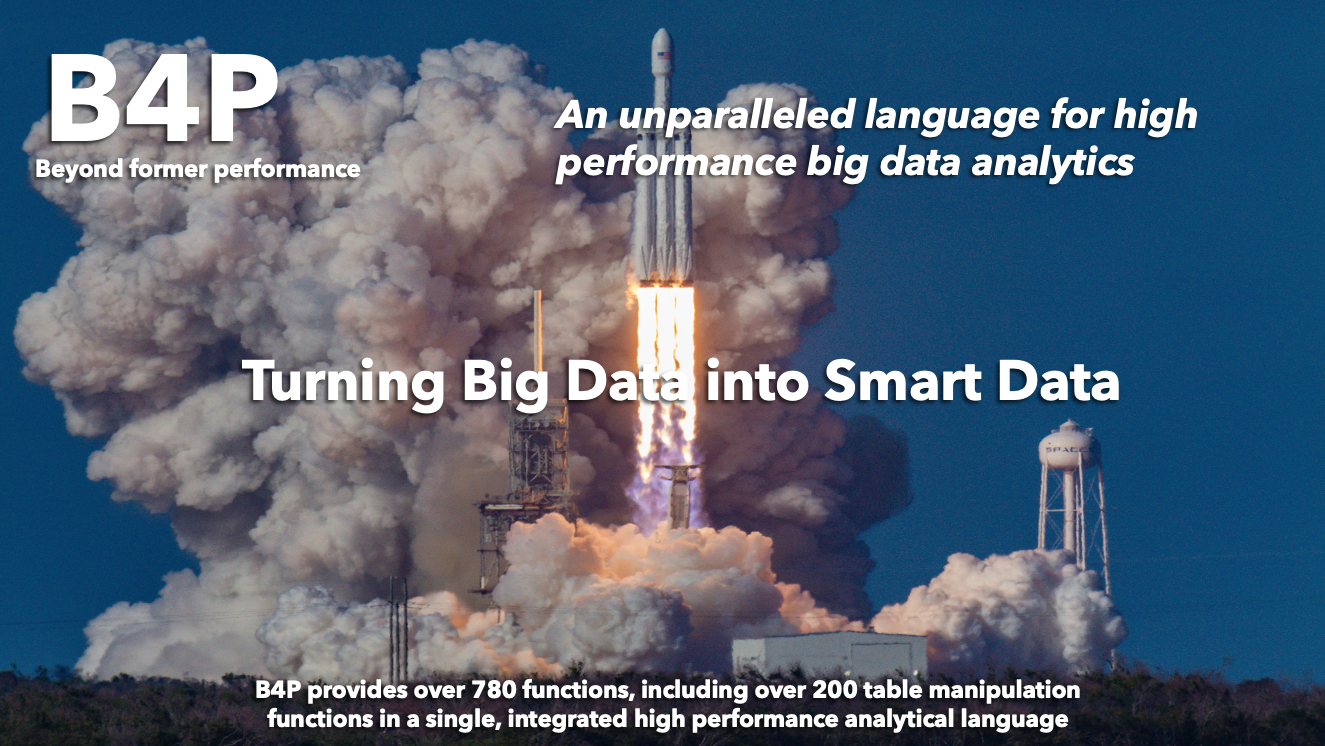 B4P
Beyond former performance
An unparalleled language for high
performance big data analytics
Turning Big Data into Smart Data
B4P provides over 780 functions, including over 200 table manipulation
functions in a single, integrated high performance analytical language